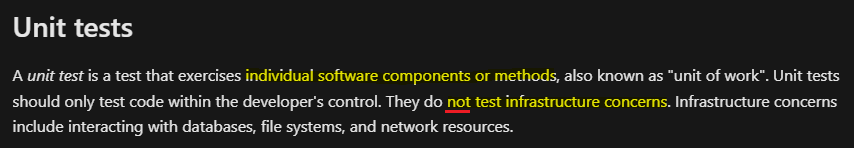 Unit tests
A unit test is a test that exercises individual software components or methods, also known as "unit of work". Unit tests
should only test code within the developer's control. They do not test infrastructure concerns. Infrastructure concerns
include interacting with databases, file systems, and network resources.